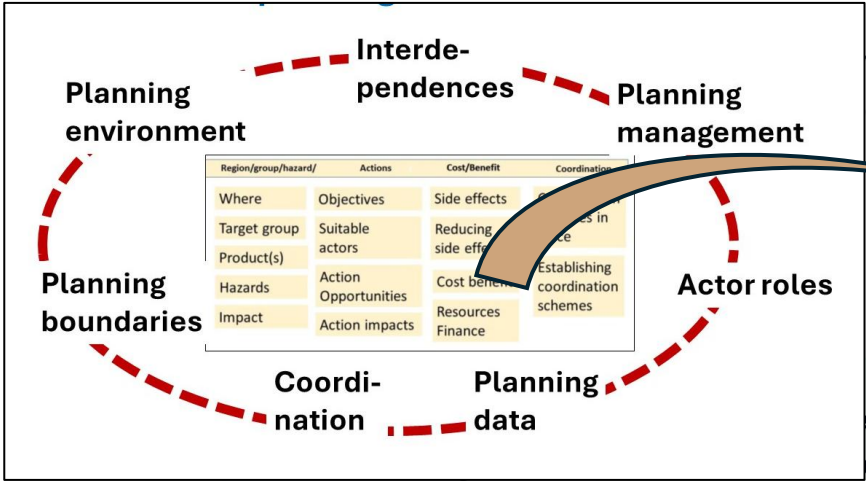 Interde-
pendences
Planning
environment
Planning
management
Region/group/hazard/
Actions
Cost/Benefit
Coordination
Where
Target group
Product(s)
Hazards
Impact
Objectives
Suitable
actors
Action
Opportunities
Action impacts
Side effects
Reducing
side
Cost
Resources
Finance
in
Establishing
coordination
schemes
Planning
boundaries
Actor roles
Coordi-
nation
Planning
data